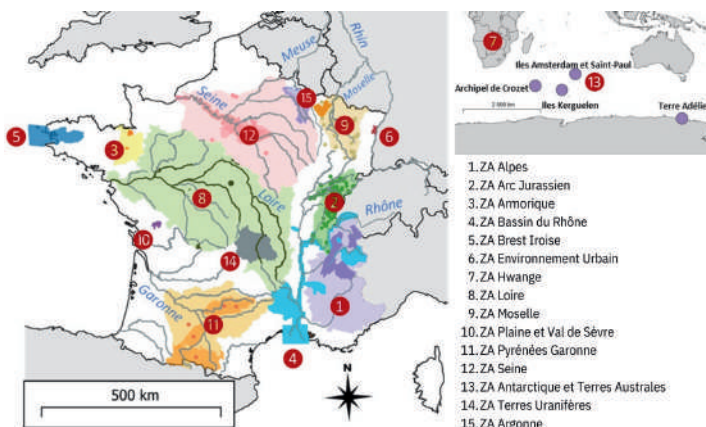 Meuse
Rhin
Moselle
Seine
15
12
9
5
3
6
Loire
8
2
Rhône
10
14
1
Garonne
11
4
N
500 km
7
Iles Amsterdam et Saint-Paul
13
Archipel de Crozet
Iles Kerguelen
Terre Adélie
1.ZA Alpes
2.ZA Arc Jurassien
3.ZA Armorique
4.ZA Bassin du Rhône
5.ZA Brest Iroise
6.ZA Environnement Urbain
7.ZA Hwange
8.ZA Loire
9.ZA Moselle
10.ZA Plaine et Val de Sèvre
11.ZA Pyrénées Garonne
12.ZA Seine
13.ZA Antarctique et Terres Australes
14.ZA Terres Uranifères
15.ZA Argonne